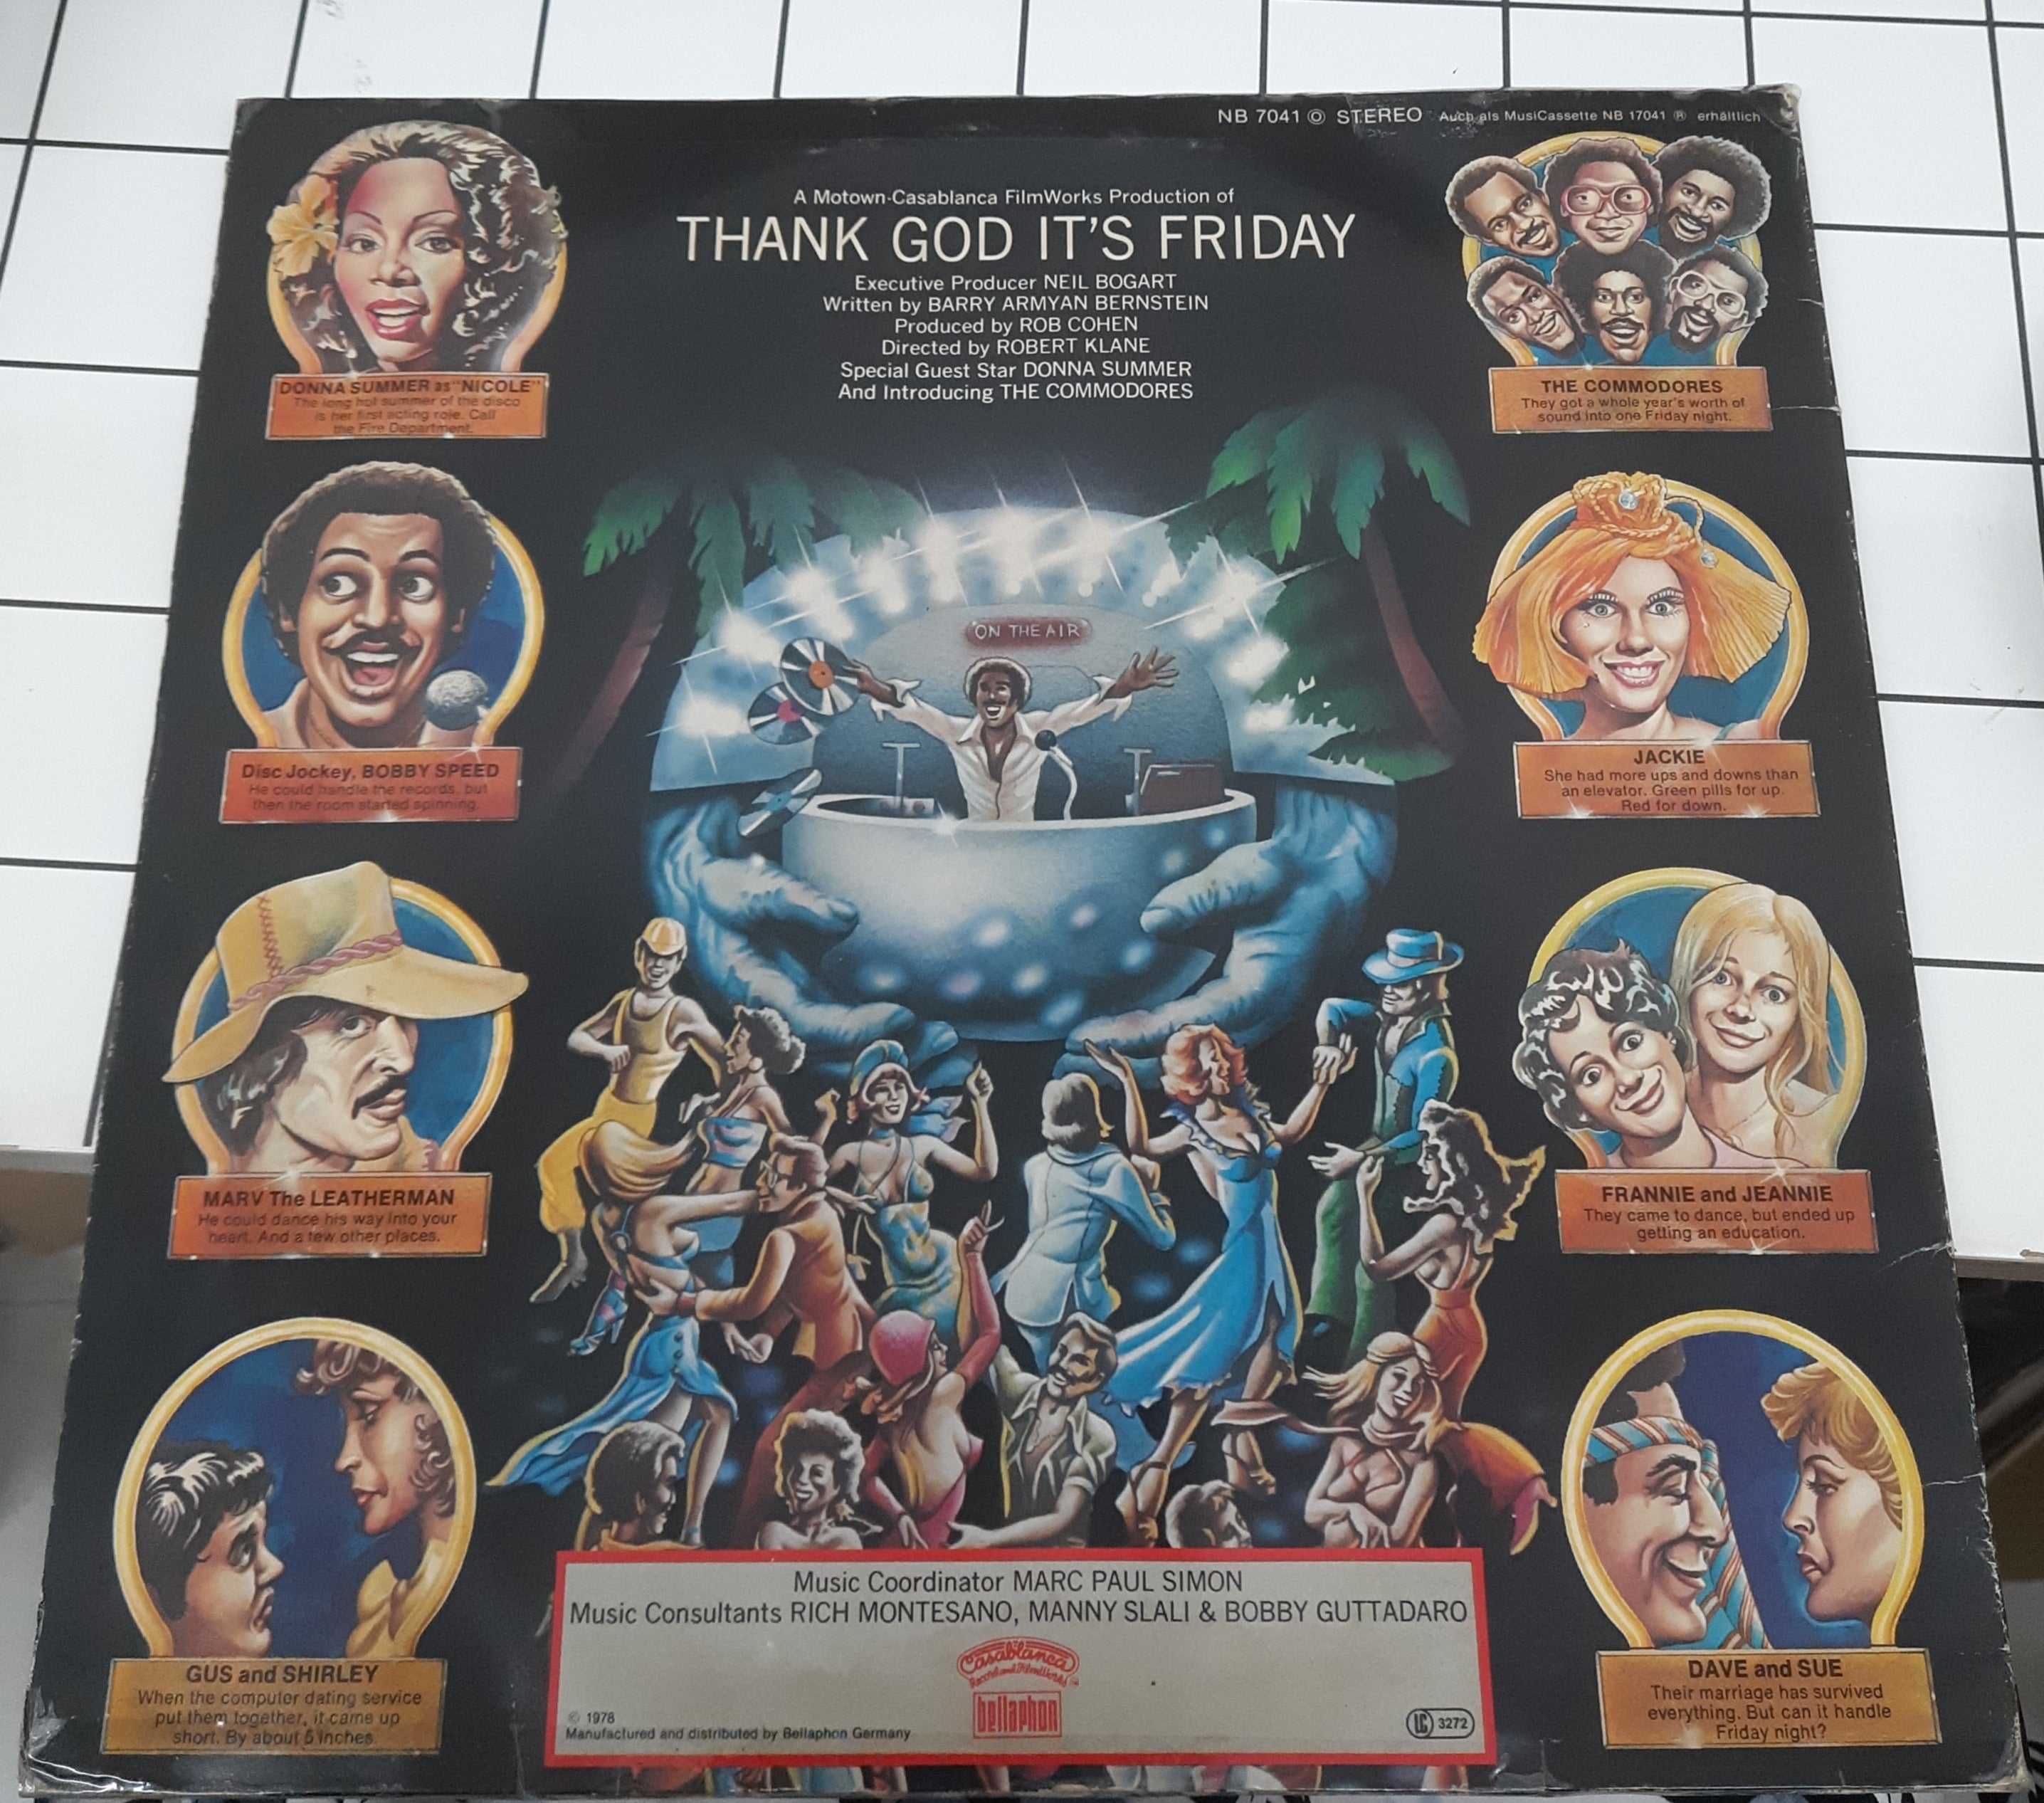 NB 7041 Ⓞ STEREO Auch als MusiCassette NB 17041 Ⓡ erhältlich
A Motown-Casablanca FilmWorks Production of
THANK GOD IT'S FRIDAY
Executive Producer NEIL BOGART
Written by BARRY ARMYAN BERNSTEIN
Produced by ROB COHEN
Directed by ROBERT KLANE
Special Guest Star DONNA SUMMER
And Introducing THE COMMODORES
DONNA SUMMER as "NICOLE"
The long hot summer of the disco
is her first acting role. Call
the Fire Department.
THE COMMODORES
They got a whole year's worth of
sound into one Friday night.
ON THE AIR
Disc Jockey, BOBBY SPEED
He could handle the records, but
then the room started spinning.
JACKIE
She had more ups and downs than
an elevator. Green pills for up.
Red for down.
MARV The LEATHERMAN
He could dance his way into your
heart. And a few other places.
FRANNIE and JEANNIE
They came to dance, but ended up
getting an education.
GUS and SHIRLEY
When the computer dating service
put them together, it came up
short. By about 5 inches.
DAVE and SUE
Their marriage has survived
everything. But can it handle
Friday night?
Music Coordinator MARC PAUL SIMON
Music Consultants RICH MONTESANO, MANNY SLALI & BOBBY GUTTADARO
Casablanca
Record and FilmWorks
bellaphon
© 1978
Manufactured and distributed by Bellaphon Germany
LC 3272